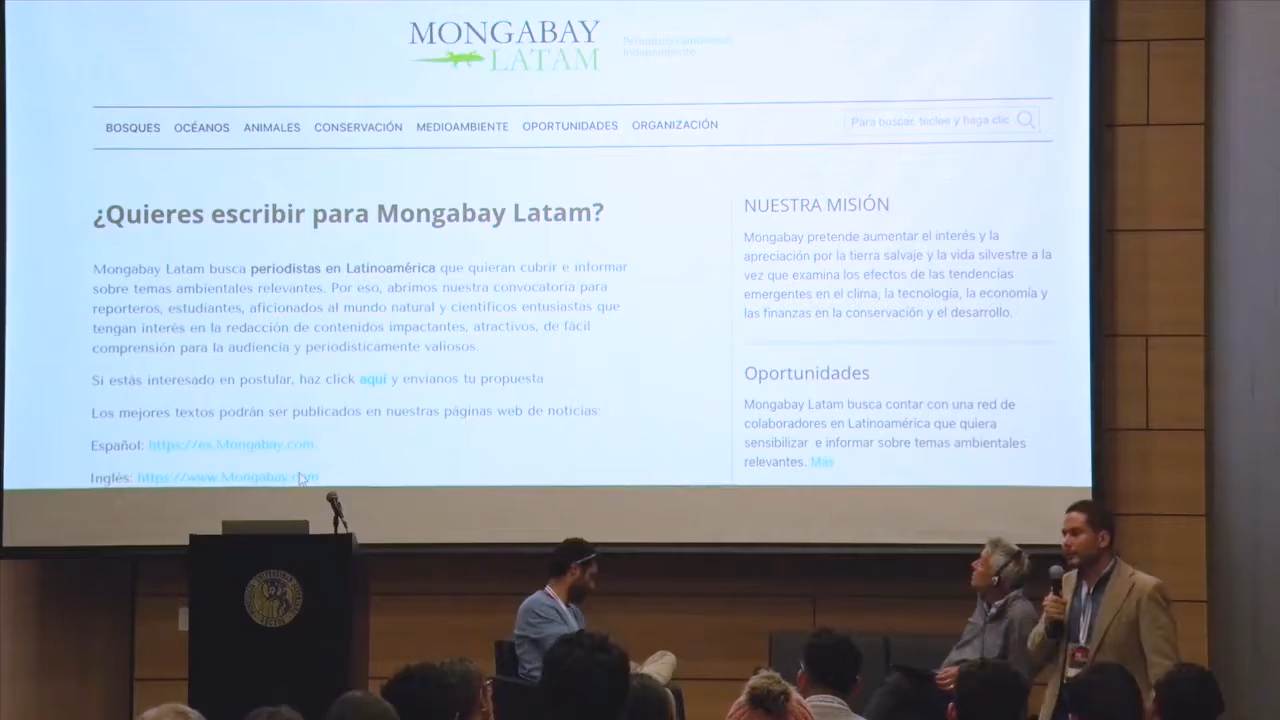 MONGABAY
LATAM
Periodismo ambiental
independiente
BOSQUES OCÉANOS ANIMALES CONSERVACIÓN MEDIOAMBIENTE OPORTUNIDADES ORGANIZACIÓN
Para buscar, teclee y haga clic
¿Quieres escribir para Mongabay Latam?
Mongabay Latam busca periodistas en Latinoamérica que quieran cubrir e informar
sobre temas ambientales relevantes. Por eso, abrimos nuestra convocatoria para
reporteros, estudiantes, aficionados al mundo natural y científicos entusiastas que
tengan interés en la redacción de contenidos impactantes, atractivos, de fácil
comprensión para la audiencia y periodísticamente valiosos.
Si estás interesado en postular, haz click aquí y envíanos tu propuesta
Los mejores textos podrán ser publicados en nuestras páginas web de noticias:
Español: https://es.Mongabay.com.
Inglés: https://www.Mongabay.com
NUESTRA MISIÓN
Mongabay pretende aumentar el interés y la
apreciación por la tierra salvaje y la vida silvestre a la
vez que examina los efectos de las tendencias
emergentes en el clima, la tecnología, la economía y
las finanzas en la conservación y el desarrollo.
Oportunidades
Mongabay Latam busca contar con una red de
colaboradores en Latinoamérica que quiera
sensibilizar e informar sobre temas ambientales
relevantes. Más